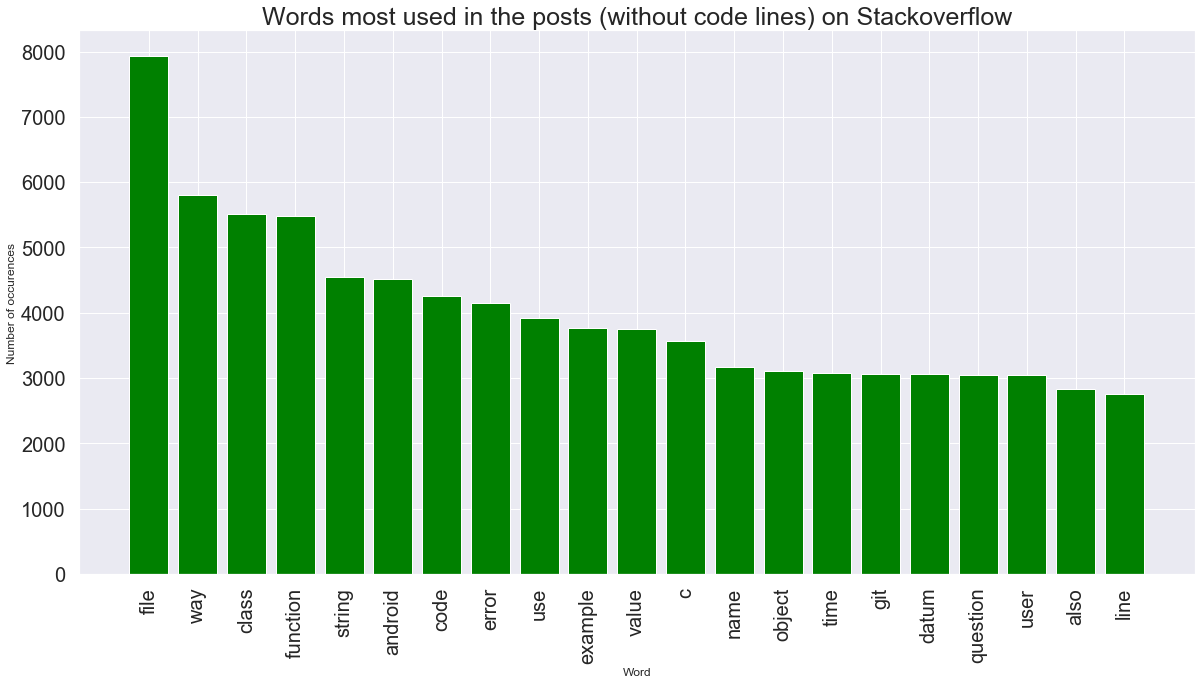 Words most used in the posts (without code lines) on Stackoverflow
8000
7000
6000
5000
4000
3000
2000
1000
0
Number of occurences
file
way
class
function
string
android
code
error
use
example
value
c
name
object
time
git
datum
question
user
also
line
Word